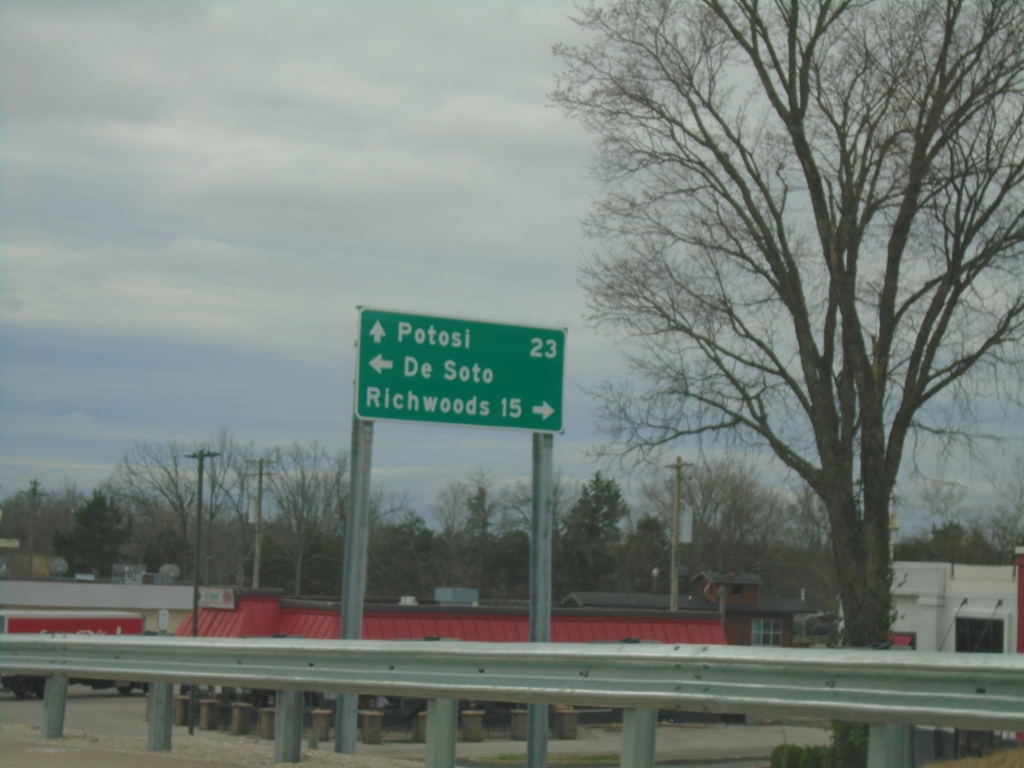 ↑ Potosi 23
← De Soto
Richwoods 15 →